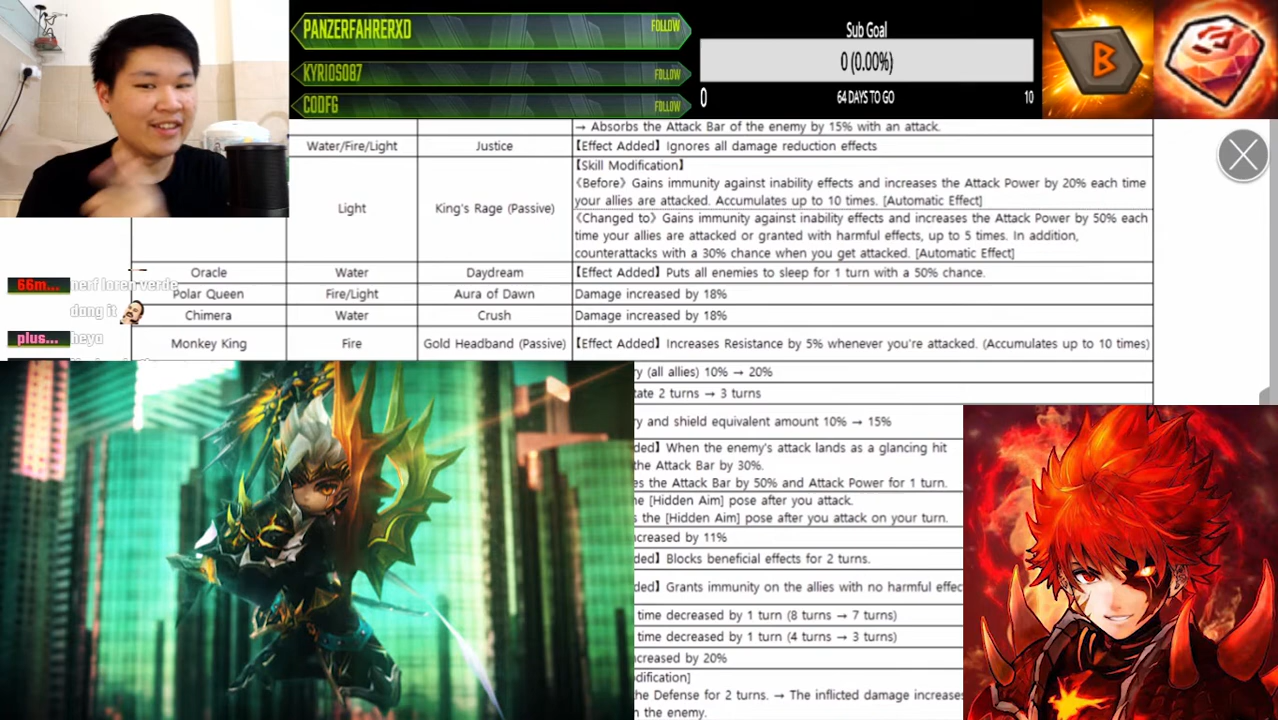 PANZERFAHRERXD
FOLLOW
KYRIOS087
FOLLOW
CODFG
FOLLOW
Sub Goal
0 (0.00%)
0
64 DAYS TO GO
10
B
→ Absorbs the Attack Bar of the enemy by 15% with an attack.
Water/Fire/Light
Justice
【Effect Added】 Ignores all damage reduction effects
Light
King's Rage (Passive)
【Skill Modification】
《Before》 Gains immunity against inability effects and increases the Attack Power by 20% each time
your allies are attacked. Accumulates up to 10 times. [Automatic Effect]
《Changed to》 Gains immunity against inability effects and increases the Attack Power by 50% each
time your allies are attacked or granted with harmful effects, up to 5 times. In addition,
counterattacks with a 30% chance when you get attacked. [Automatic Effect]
Oracle
Water
Daydream
【Effect Added】 Puts all enemies to sleep for 1 turn with a 50% chance.
Polar Queen
Fire/Light
Aura of Dawn
Damage increased by 18%
Chimera
Water
Crush
Damage increased by 18%
Monkey King
Fire
Gold Headband (Passive)
【Effect Added】 Increases Resistance by 5% whenever you're attacked. (Accumulates up to 10 times)
66m... nerf loren verde
dang it
plus... heya
ry (all allies) 10% → 20%
tate 2 turns → 3 turns
ry and shield equivalent amount 10% → 15%
ded】 When the enemy's attack lands as a glancing hit
the Attack Bar by 30%.
es the Attack Bar by 50% and Attack Power for 1 turn.
he [Hidden Aim] pose after you attack.
s the [Hidden Aim] pose after you attack on your turn.
ncreased by 11%
ded】 Blocks beneficial effects for 2 turns.
ded】 Grants immunity on the allies with no harmful effec
time decreased by 1 turn (8 turns → 7 turns)
time decreased by 1 turn (4 turns → 3 turns)
ncreased by 20%
dification]
the Defense for 2 turns. → The inflicted damage increases
n the enemy.